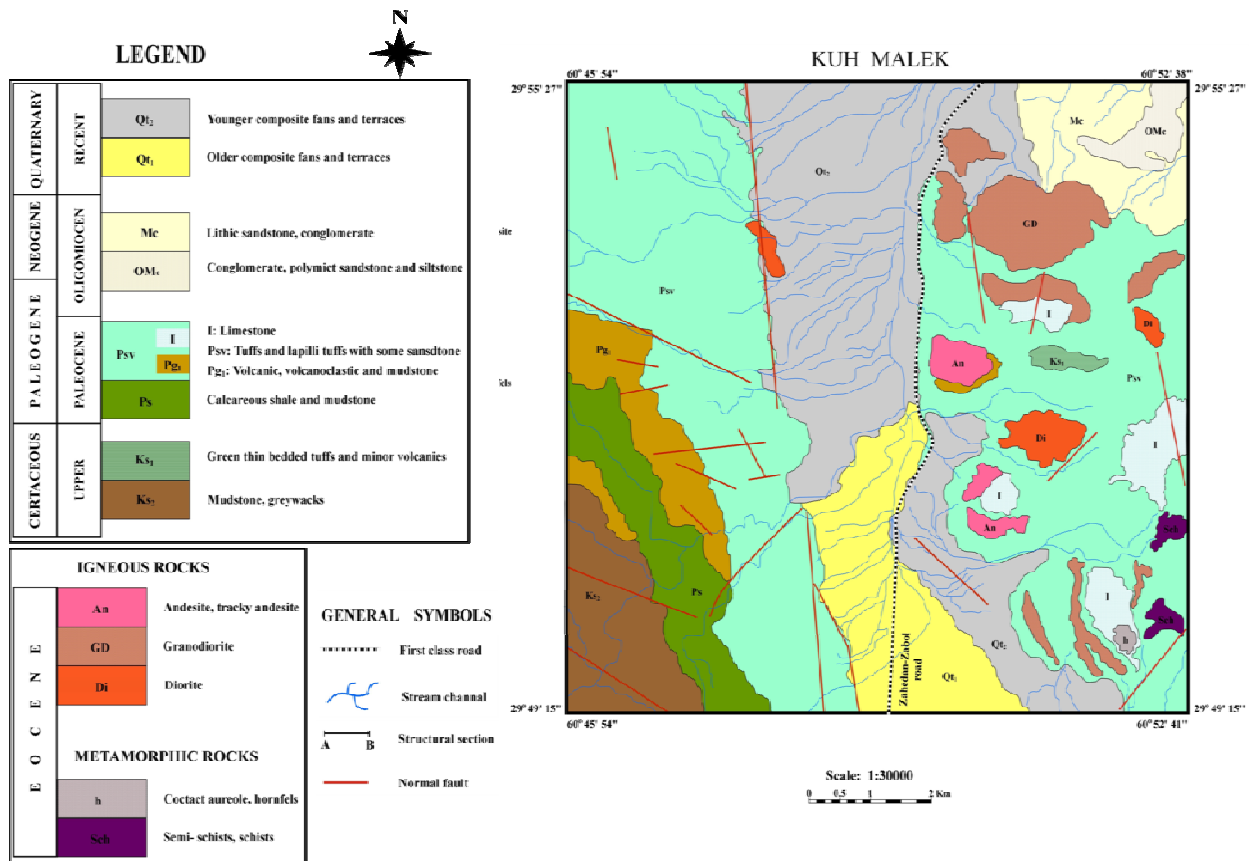 LEGEND
N
QUATERNARY
RECENT
Qt₂
Younger composite fans and terraces
Qt₁
Older composite fans and terraces
NEOGENE
OLIGOMIOCEN
Mc
Lithic sandstone, conglomerate
OMc
Conglomerate, polymict sandstone and siltstone
PALEOGENE
PALEOCENE
Psv
I
Pg₁
I: Limestone
Psv: Tuffs and lapilli tuffs with some sansdtone
Pg₁: Volcanic, volcanoclastic and mudstone
Ps
Calcareous shale and mudstone
CERTACEOUS
UPPER
Ks₁
Green thin bedded tuffs and minor volcanies
Ks₂
Mudstone, greywacks
EOCENE
IGNEOUS ROCKS
An
Andesite, fracky andesite
GD
Granodiorite
Di
Diorite
METAMORPHIC ROCKS
h
Coctact aureole, hornfels
Sch
Semi- schists, schists
GENERAL SYMBOLS
First class road
Stream channal
A B
Structural section
Normal fault
site
ids
KUH MALEK
60° 45' 54"
60° 52' 38"
29° 55' 27"
29° 55' 27"
Mc
OMc
Qt₂
GD
Psv
I
Di
Pg₁
An
Ks₁
Psv
Di
I
I
An
Sch
Ks₂
Ps
I
Sch
h
Qt₂
Qt₁
Zahedan-Zabol
road
29° 49' 15"
29° 49' 15"
60° 45' 54"
60° 52' 41"
Scale: 1:30000
0 0.5 1 2 Km